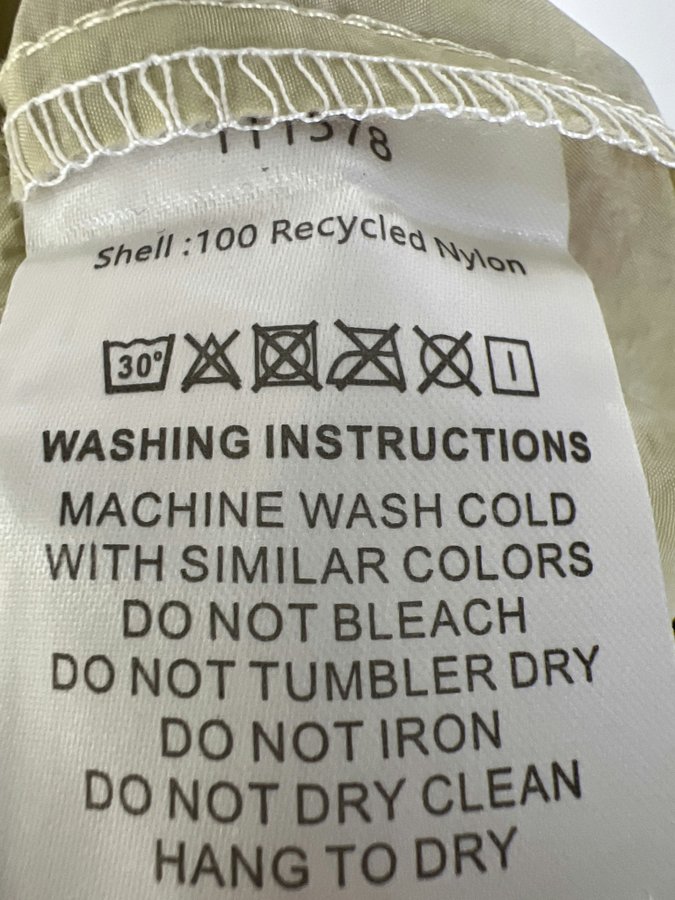 Shell :100 Recycled Nylon
30°
WASHING INSTRUCTIONS
MACHINE WASH COLD
WITH SIMILAR COLORS
DO NOT BLEACH
DO NOT TUMBLER DRY
DO NOT IRON
DO NOT DRY CLEAN
HANG TO DRY